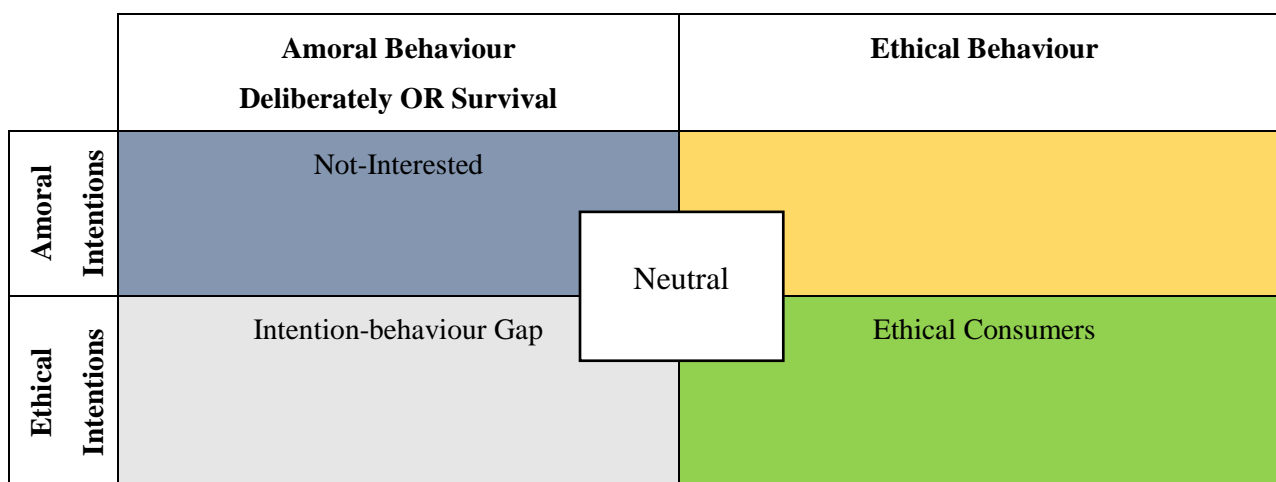 Amoral Behaviour
Deliberately OR Survival
Ethical Behaviour
Amoral
Intentions
Not-Interested
Neutral
Ethical
Intentions
Intention-behaviour Gap
Ethical Consumers